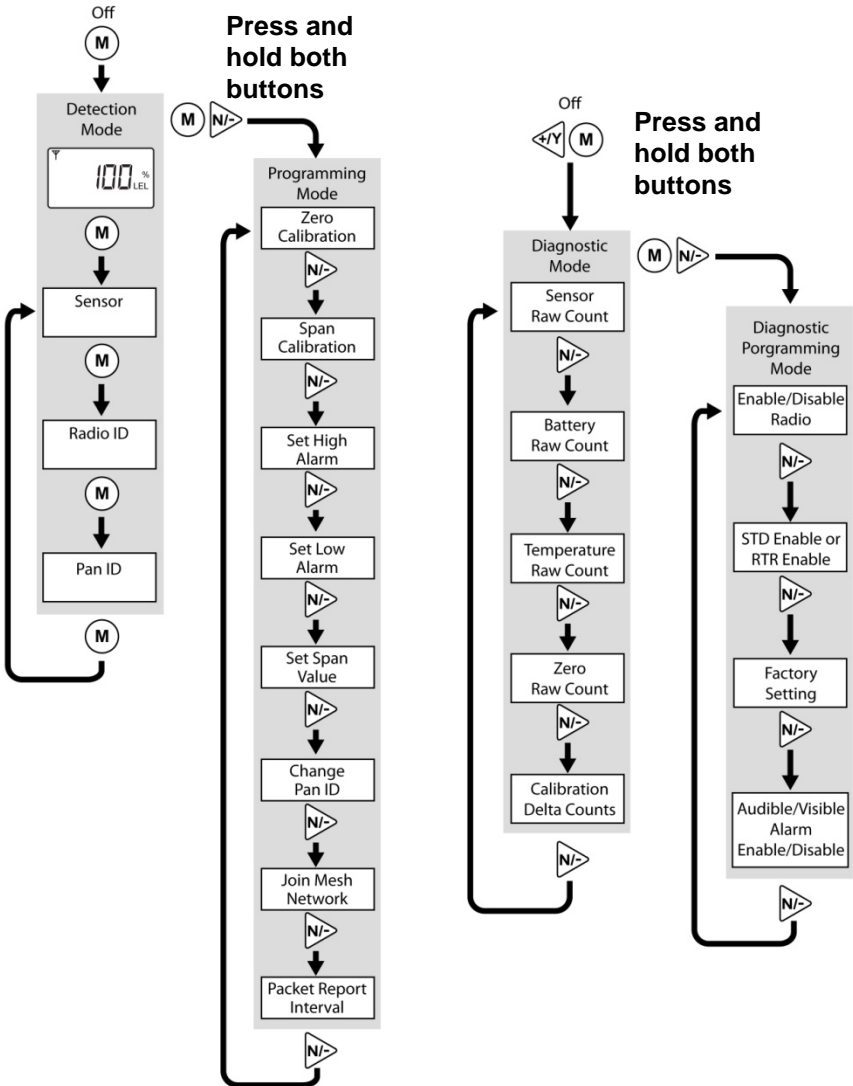 Off
M
Detection
Mode
100 % LEL
M
Sensor
M
Radio ID
M
Pan ID
M
Press and
hold both
buttons
M N/-
Programming
Mode
Zero
Calibration
N/-
Span
Calibration
N/-
Set High
Alarm
N/-
Set Low
Alarm
N/-
Set Span
Value
N/-
Change
Pan ID
N/-
Join Mesh
Network
N/-
Packet Report
Interval
N/-
Off
+/Y M
Diagnostic
Mode
Sensor
Raw Count
N/-
Battery
Raw Count
N/-
Temperature
Raw Count
N/-
Zero
Raw Count
N/-
Calibration
Delta Counts
N/-
Press and
hold both
buttons
M N/-
Diagnostic
Porgramming
Mode
Enable/Disable
Radio
N/-
STD Enable or
RTR Enable
N/-
Factory
Setting
N/-
Audible/Visible
Alarm
Enable/Disable
N/-